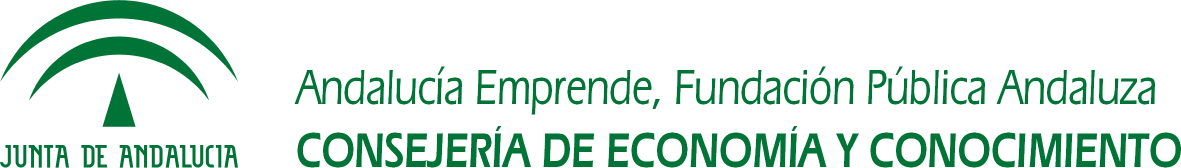 JUNTA DE ANDALUCIA
Andalucía Emprende, Fundación Pública Andaluza
CONSEJERÍA DE ECONOMÍA Y CONOCIMIENTO